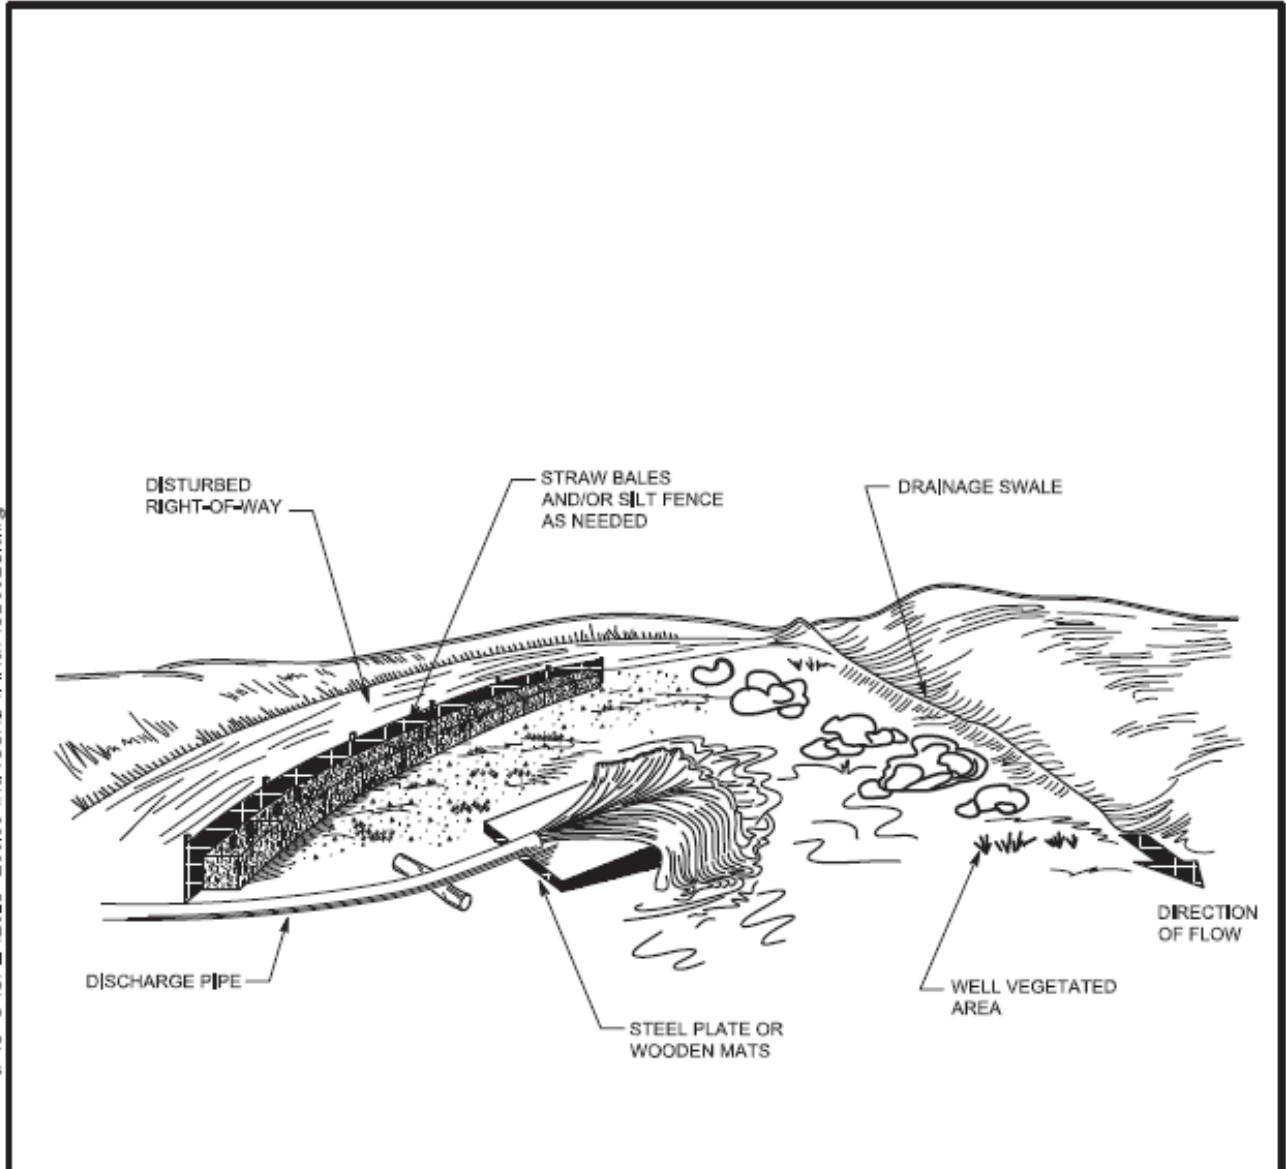 DISTURBED
RIGHT-OF-WAY
STRAW BALES
AND/OR SILT FENCE
AS NEEDED
DRAINAGE SWALE
DIRECTION
OF FLOW
DISCHARGE PIPE
WELL VEGETATED
AREA
STEEL PLATE OR
WOODEN MATS